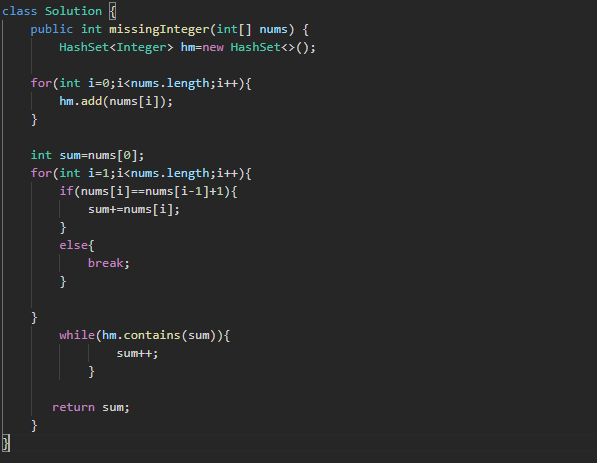 class Solution {
    public int missingInteger(int[] nums) {
        HashSet<Integer> hm=new HashSet<>();

    for(int i=0;i<nums.length;i++){
        hm.add(nums[i]);
    }

    int sum=nums[0];
    for(int i=1;i<nums.length;i++){
        if(nums[i]==nums[i-1]+1){
            sum+=nums[i];
        }
        else{
            break;
        }

    }
        while(hm.contains(sum)){
                sum++;
            }

       return sum;
    }
}